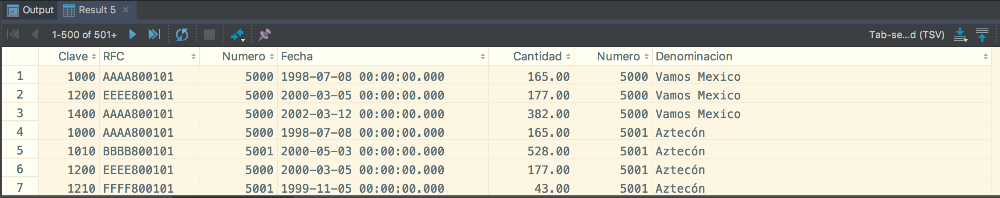 Output Result 5
1-500 of 501+ Tab-se...d (TSV)
Clave RFC Numero Fecha Cantidad Numero Denominacion
1 1000 AAAA800101 5000 1998-07-08 00:00:00.000 165.00 5000 Vamos Mexico
2 1200 EEEE800101 5000 2000-03-05 00:00:00.000 177.00 5000 Vamos Mexico
3 1400 AAAA800101 5000 2002-03-12 00:00:00.000 382.00 5000 Vamos Mexico
4 1000 AAAA800101 5000 1998-07-08 00:00:00.000 165.00 5001 Aztecón
5 1010 BBBB800101 5001 2000-05-03 00:00:00.000 528.00 5001 Aztecón
6 1200 EEEE800101 5000 2000-03-05 00:00:00.000 177.00 5001 Aztecón
7 1210 FFFF800101 5001 1999-11-05 00:00:00.000 43.00 5001 Aztecón